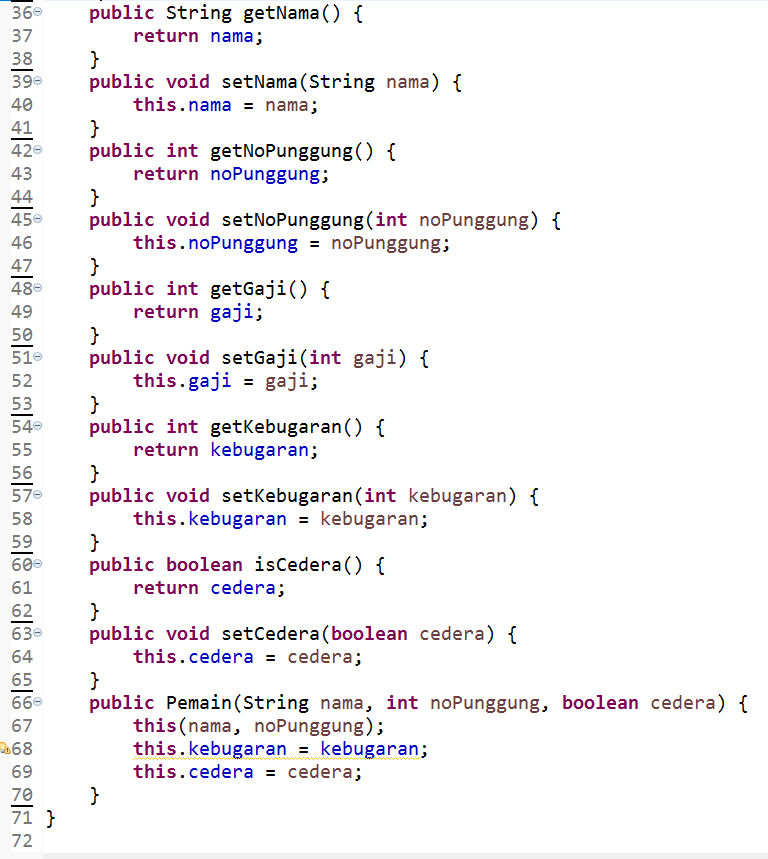 36 public String getNama() {
37 return nama;
38 }
39 public void setNama(String nama) {
40 this.nama = nama;
41 }
42 public int getNoPunggung() {
43 return noPunggung;
44 }
45 public void setNoPunggung(int noPunggung) {
46 this.noPunggung = noPunggung;
47 }
48 public int getGaji() {
49 return gaji;
50 }
51 public void setGaji(int gaji) {
52 this.gaji = gaji;
53 }
54 public int getKebugaran() {
55 return kebugaran;
56 }
57 public void setKebugaran(int kebugaran) {
58 this.kebugaran = kebugaran;
59 }
60 public boolean isCedera() {
61 return cedera;
62 }
63 public void setCedera(boolean cedera) {
64 this.cedera = cedera;
65 }
66 public Pemain(String nama, int noPunggung, boolean cedera) {
67 this(nama, noPunggung);
68 this.kebugaran = kebugaran;
69 this.cedera = cedera;
70 }
71 }
72